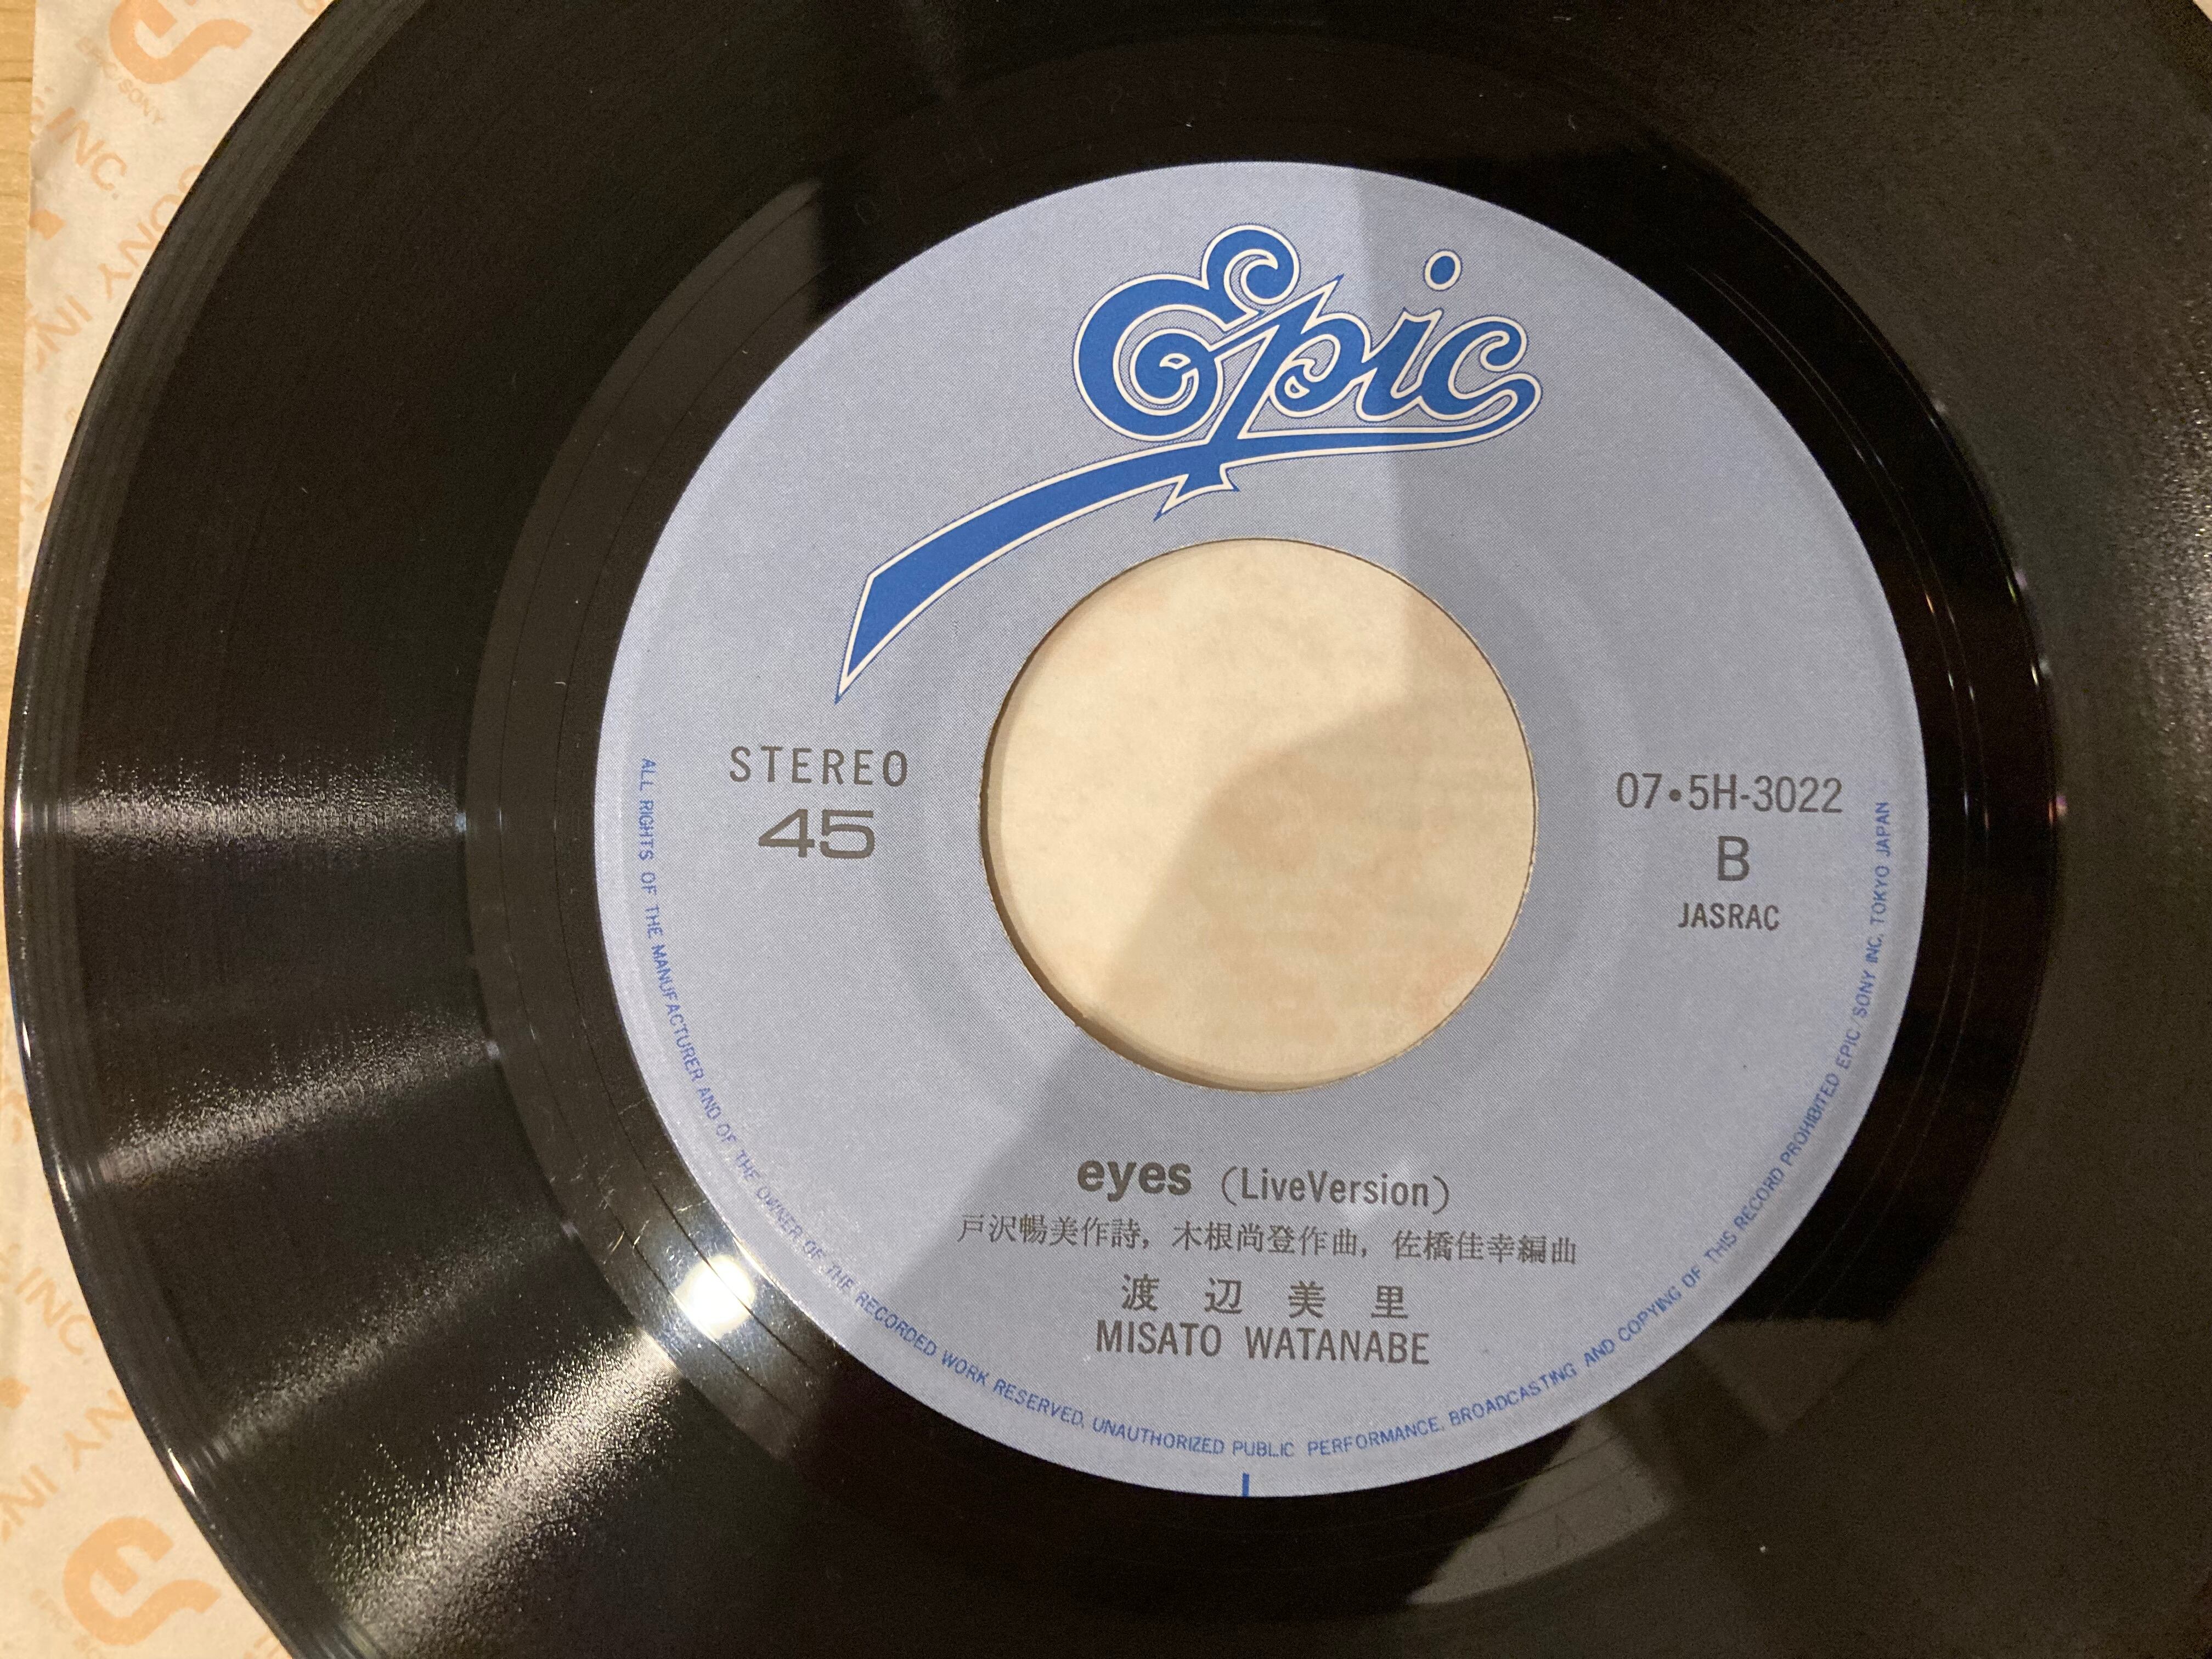 Epic
STEREO
45
07•5H-3022
B
JASRAC
eyes (LiveVersion)
戸沢暢美作詩, 木根尚登作曲, 佐橋佳幸編曲
渡辺美里
MISATO WATANABE
ALL RIGHTS OF THE MANUFACTURER AND OF THE OWNER OF THE RECORDED WORK RESERVED. UNAUTHORIZED PUBLIC PERFORMANCE, BROADCASTING AND COPYING OF THIS RECORD PROHIBITED EPIC/SONY INC. TOKYO JAPAN
INC.
INC.